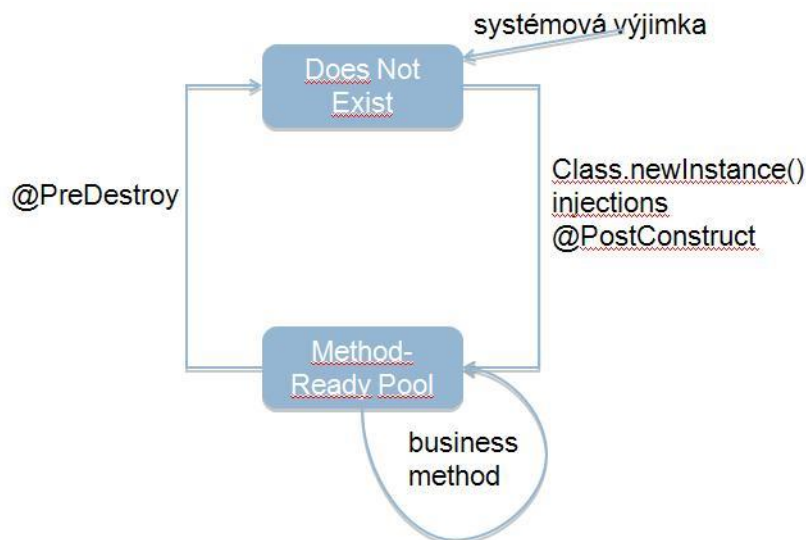 systémová výjimka
Does Not
Exist
@PreDestroy
Class.newInstance()
injections
@PostConstruct
Method-
Ready Pool
business
method